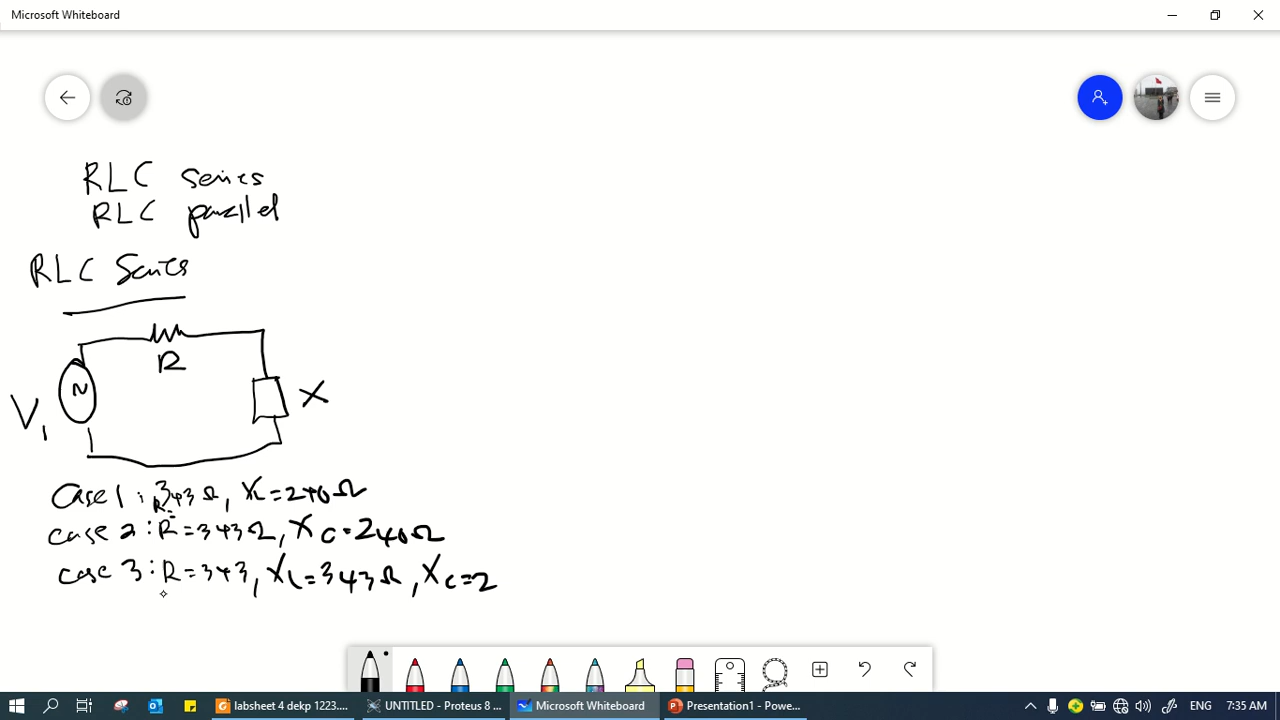 Microsoft Whiteboard
RLC series
RLC parallel
RLC Series
R
V1
X
Case 1 : R= 343Ω, XL=240Ω
case 2 : R=343Ω, Xc=240Ω
case 3 : R=343, XL=343Ω, Xc=2
labsheet 4 dekp 1223....
UNTITLED - Proteus 8 ...
Microsoft Whiteboard
Presentation1 - Powe...
ENG
7:35 AM